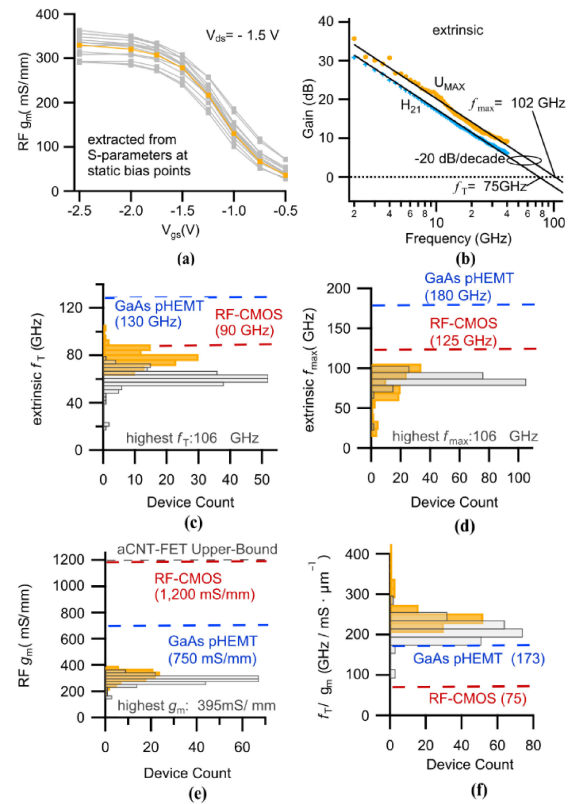 400
300
200
100
0
RF gm( mS/mm)
Vds= - 1.5 V
extracted from
S-parameters at
static bias points
-2.5
-2.0
-1.5
-1.0
-0.5
Vgs(V)
(a)
40
30
20
10
0
Gain (dB)
extrinsic
UMAX
fmax= 102 GHz
H21
-20 dB/decade
fT= 75GHz
2
4
6
8
10
2
4
6
8
100
Frequency (GHz)
(b)
120
80
40
0
extrinsic fT (GHz)
GaAs pHEMT
(130 GHz)
RF-CMOS
(90 GHz)
highest fT:106 GHz
0
10
20
30
40
50
Device Count
(c)
200
150
100
50
0
extrinsic fmax( GHz)
GaAs pHEMT
(180 GHz)
RF-CMOS
(125 GHz)
highest fmax:106 GHz
0
20
40
60
80
100
Device Count
(d)
1200
1000
800
600
400
200
0
RF gm( mS/mm)
aCNT-FET Upper-Bound
RF-CMOS
(1,200 mS/mm)
GaAs pHEMT
(750 mS/mm)
highest gm: 395mS/ mm
0
20
40
60
Device Count
(e)
400
300
200
100
0
fT/ gm (GHz / mS · μm⁻¹)
GaAs pHEMT (173)
RF-CMOS (75)
0
20
40
60
80
Device Count
(f)